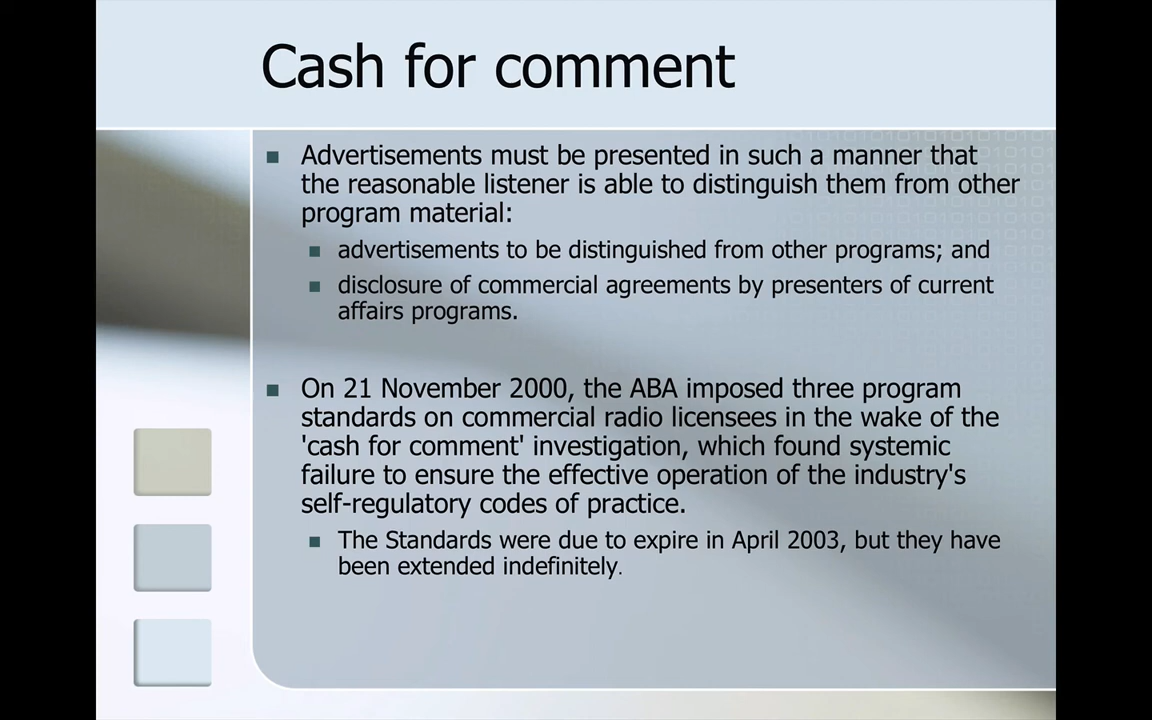 Cash for comment
Advertisements must be presented in such a manner that
the reasonable listener is able to distinguish them from other
program material:
advertisements to be distinguished from other programs; and
disclosure of commercial agreements by presenters of current
affairs programs.
On 21 November 2000, the ABA imposed three program
standards on commercial radio licensees in the wake of the
'cash for comment' investigation, which found systemic
failure to ensure the effective operation of the industry's
self-regulatory codes of practice.
The Standards were due to expire in April 2003, but they have
been extended indefinitely.